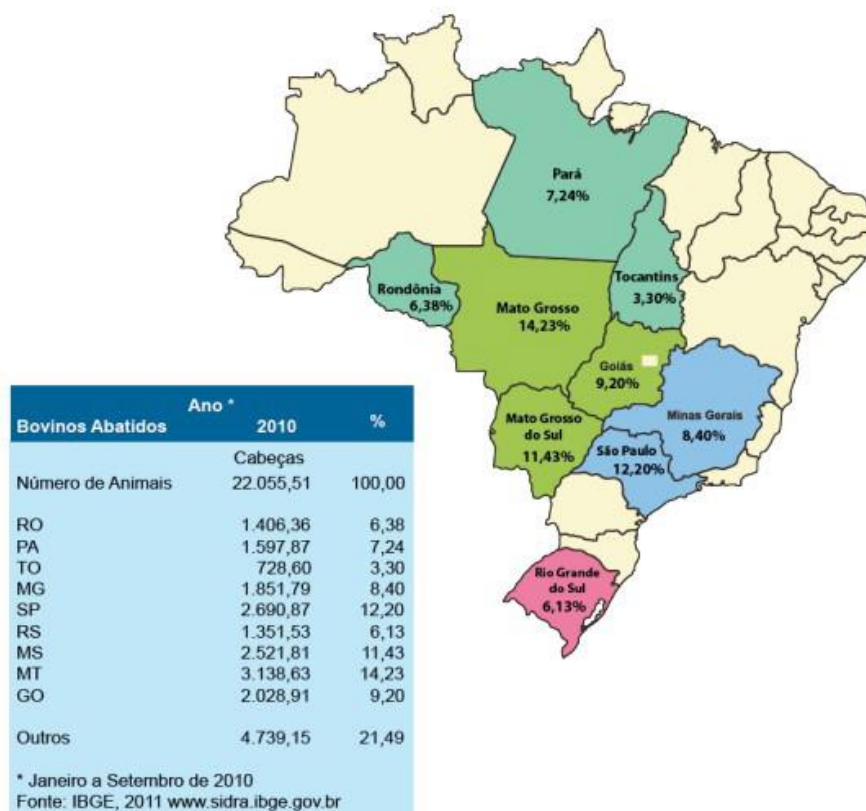 Pará
7,24%
Rondônia
6,38%
Tocantins
3,30%
Mato Grosso
14,23%
Goiás
9,20%
Mato Grosso
do Sul
11,43%
Minas Gerais
8,40%
São Paulo
12,20%
Rio Grande
do Sul
6,13%
Ano *
Bovinos Abatidos 2010 %
Cabeças
Número de Animais 22.055,51 100,00
RO 1.406,36 6,38
PA 1.597,87 7,24
TO 728,60 3,30
MG 1.851,79 8,40
SP 2.690,87 12,20
RS 1.351,53 6,13
MS 2.521,81 11,43
MT 3.138,63 14,23
GO 2.028,91 9,20
Outros 4.739,15 21,49
* Janeiro a Setembro de 2010
Fonte: IBGE, 2011 www.sidra.ibge.gov.br